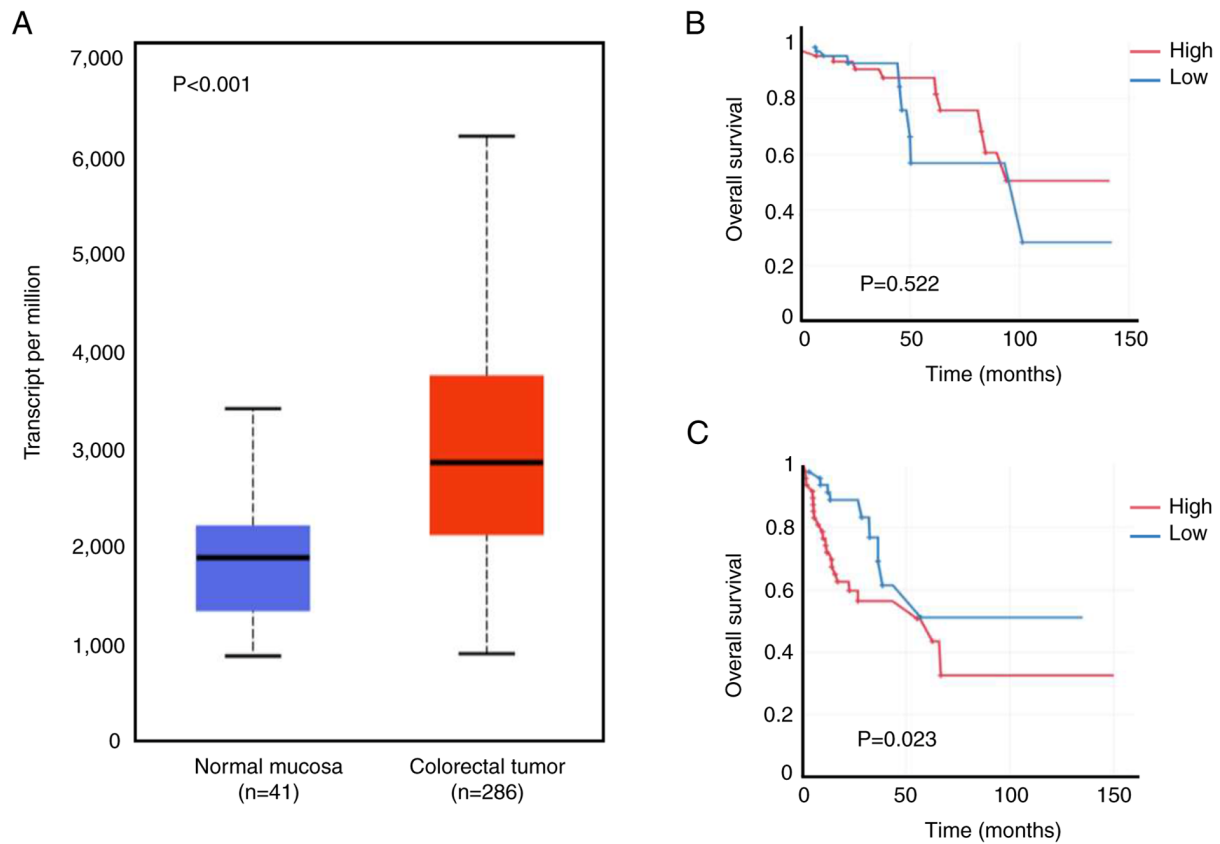 A
7,000
6,000
5,000
4,000
3,000
2,000
1,000
0
Transcript per million
P<0.001
Normal mucosa
(n=41)
Colorectal tumor
(n=286)
B
1
0.8
0.6
0.4
0.2
0
Overall survival
High
Low
P=0.522
0 50 100 150
Time (months)
C
1
0.8
0.6
0.4
0.2
0
Overall survival
High
Low
P=0.023
0 50 100 150
Time (months)